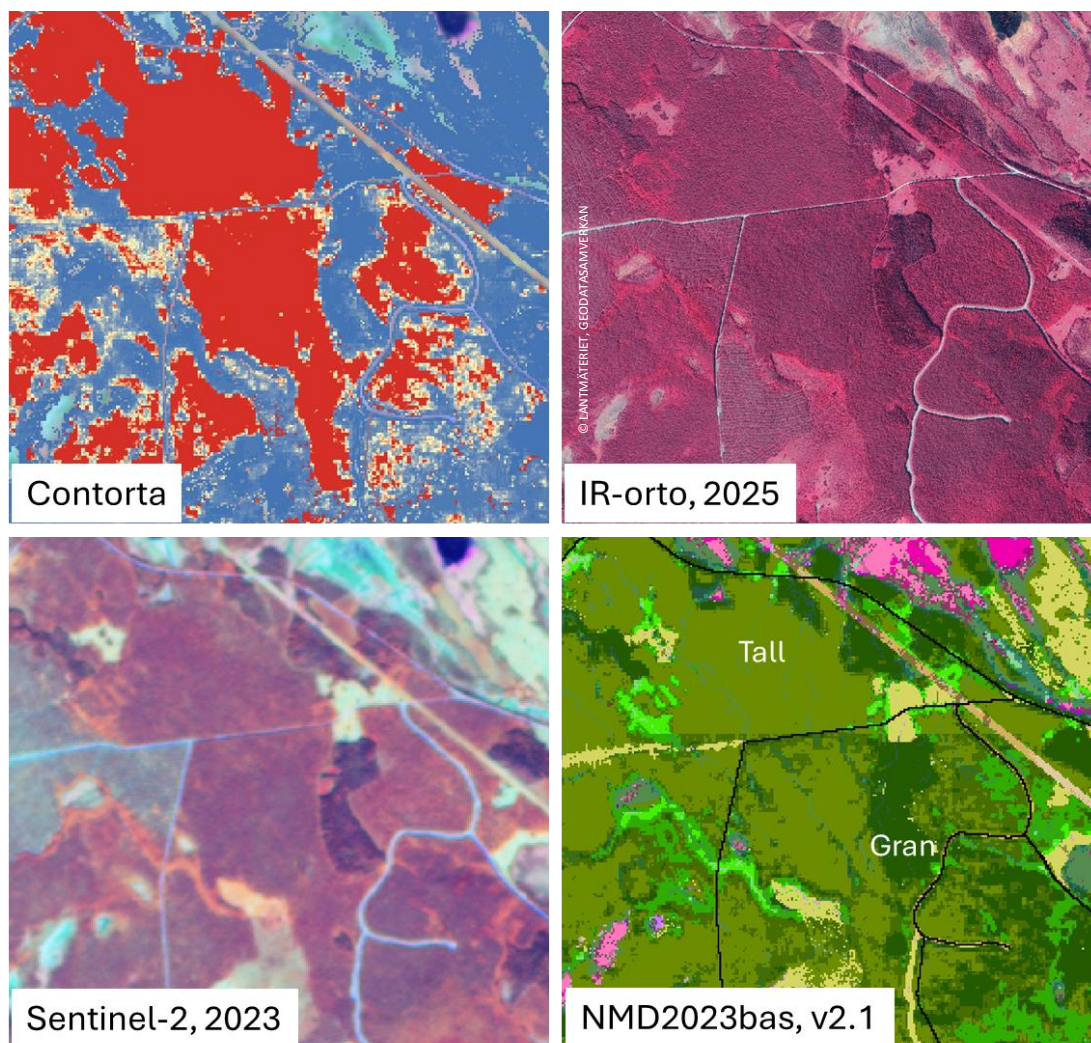 Contorta
© LANTMÄTERIET, GEODATASAMVERKAN
IR-orto, 2025
Tall
Gran
Sentinel-2, 2023
NMD2023bas, v2.1